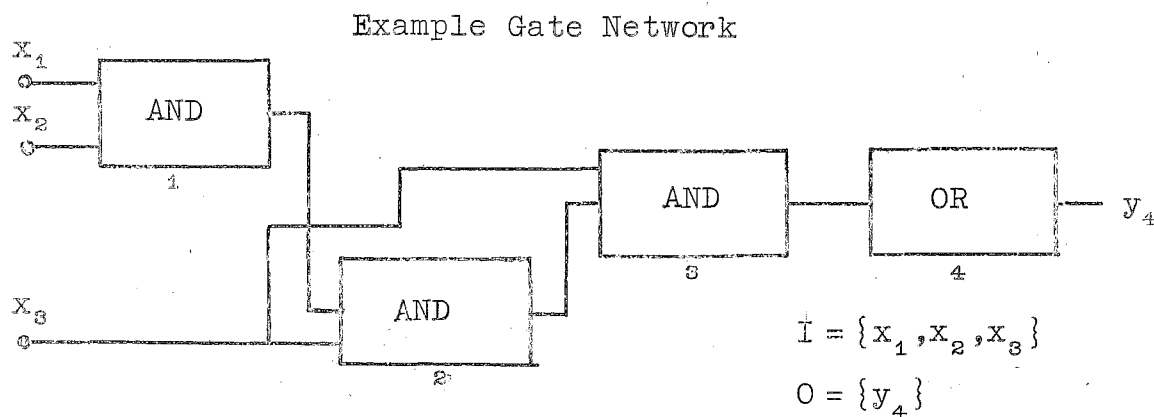 Example Gate Network
x₁
x₂
AND
1
AND
3
OR
4
y₄
x₃
AND
2
I = {x₁,x₂,x₃}
O = {y₄}